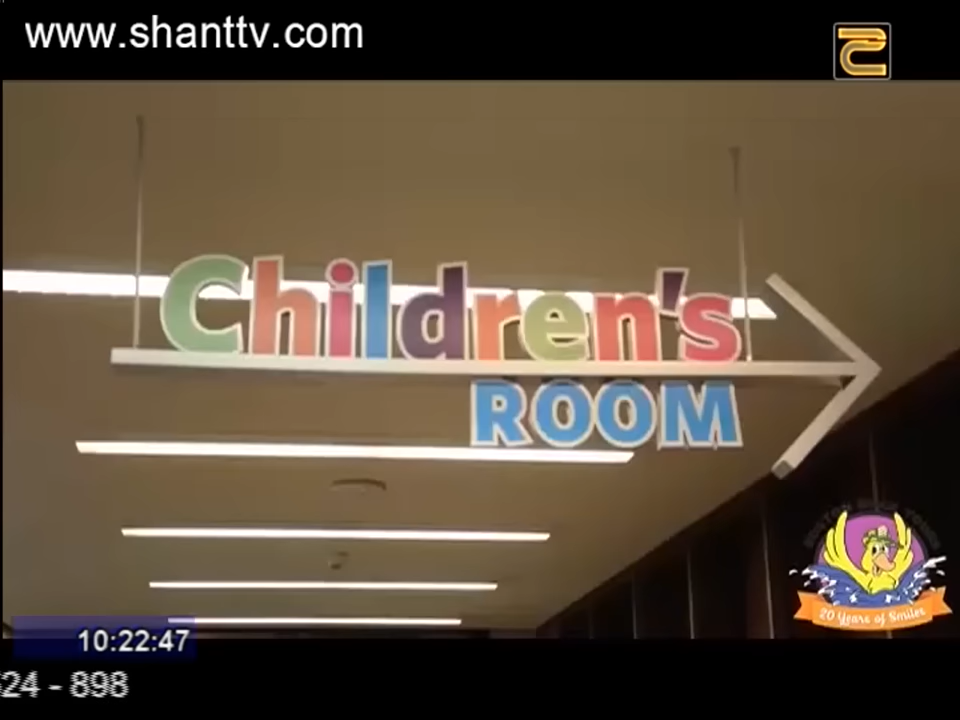 www.shanttv.com
Children's
ROOM
20 Years of Smiles
10:22:47
24 - 898